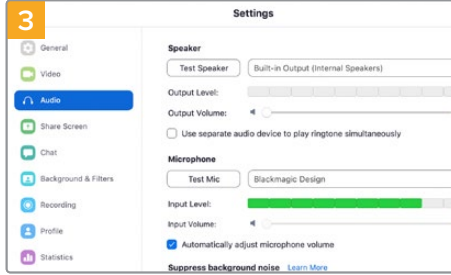 3
Settings
General
Video
Audio
Share Screen
Chat
Background & Filters
Recording
Profile
Statistics
Speaker
Test Speaker Built-in Output (Internal Speakers)
Output Level:
Output Volume:
Use separate audio device to play ringtone simultaneously
Microphone
Test Mic Blackmagic Design
Input Level:
Input Volume:
Automatically adjust microphone volume
Suppress background noise Learn More